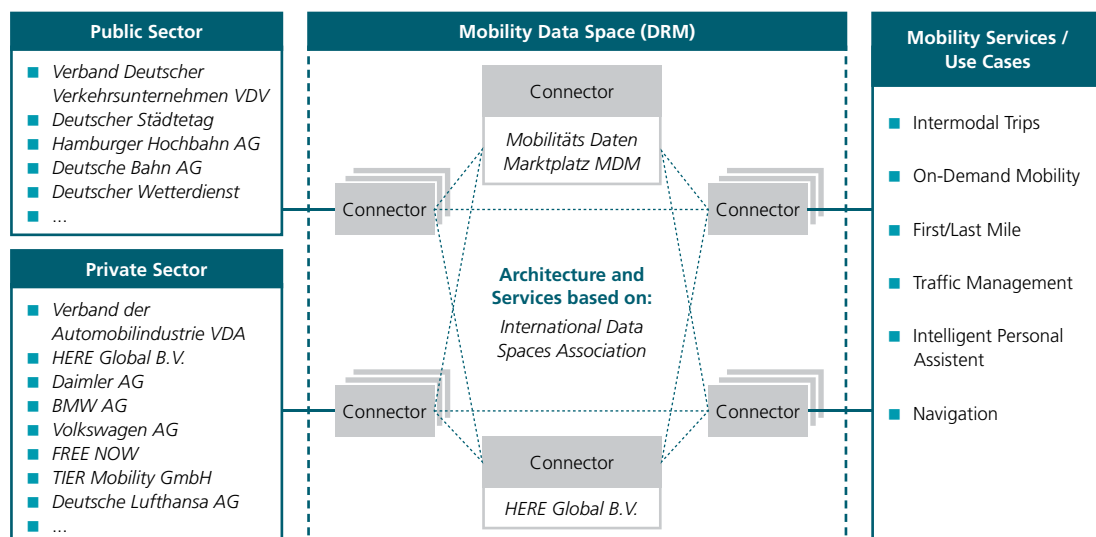 Public Sector
Verband Deutscher
Verkehrsunternehmen VDV
Deutscher Städtetag
Hamburger Hochbahn AG
Deutsche Bahn AG
Deutscher Wetterdienst
...
Private Sector
Verband der
Automobilindustrie VDA
HERE Global B.V.
Daimler AG
BMW AG
Volkswagen AG
FREE NOW
TIER Mobility GmbH
Deutsche Lufthansa AG
...
Mobility Data Space (DRM)
Connector
Mobilitäts Daten
Marktplatz MDM
Connector
Connector
Architecture and
Services based on:
International Data
Spaces Association
Connector
Connector
Connector
HERE Global B.V.
Mobility Services /
Use Cases
Intermodal Trips
On-Demand Mobility
First/Last Mile
Traffic Management
Intelligent Personal
Assistent
Navigation